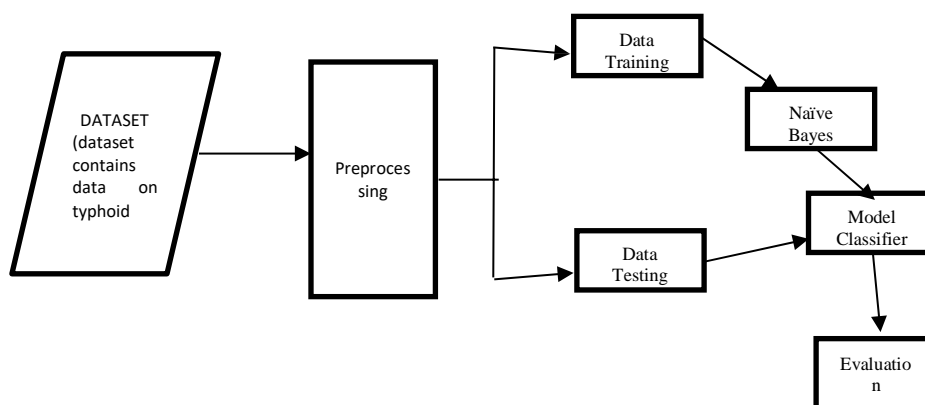 DATASET
(dataset
contains
data on
typhoid
Preproces
sing
Data
Training
Naïve
Bayes
Data
Testing
Model
Classifier
Evaluatio
n